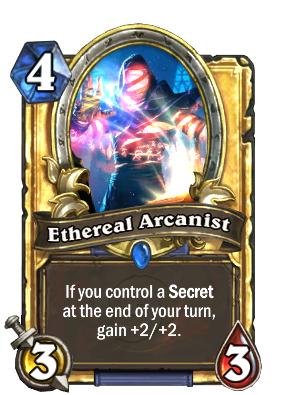 4
Ethereal Arcanist
If you control a Secret
at the end of your turn,
gain +2/+2.
3
3